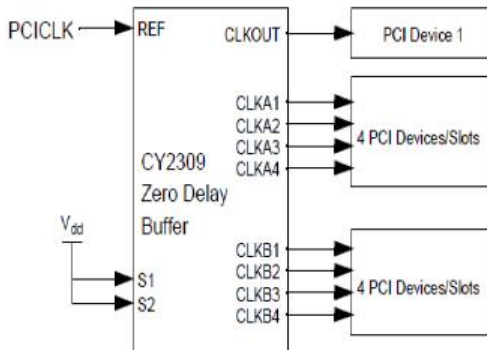 PCICLK
REF
CLKOUT
PCI Device 1
CLKA1
CLKA2
CLKA3
CLKA4
4 PCI Devices/Slots
CY2309
Zero Delay
Buffer
Vdd
S1
S2
CLKB1
CLKB2
CLKB3
CLKB4
4 PCI Devices/Slots